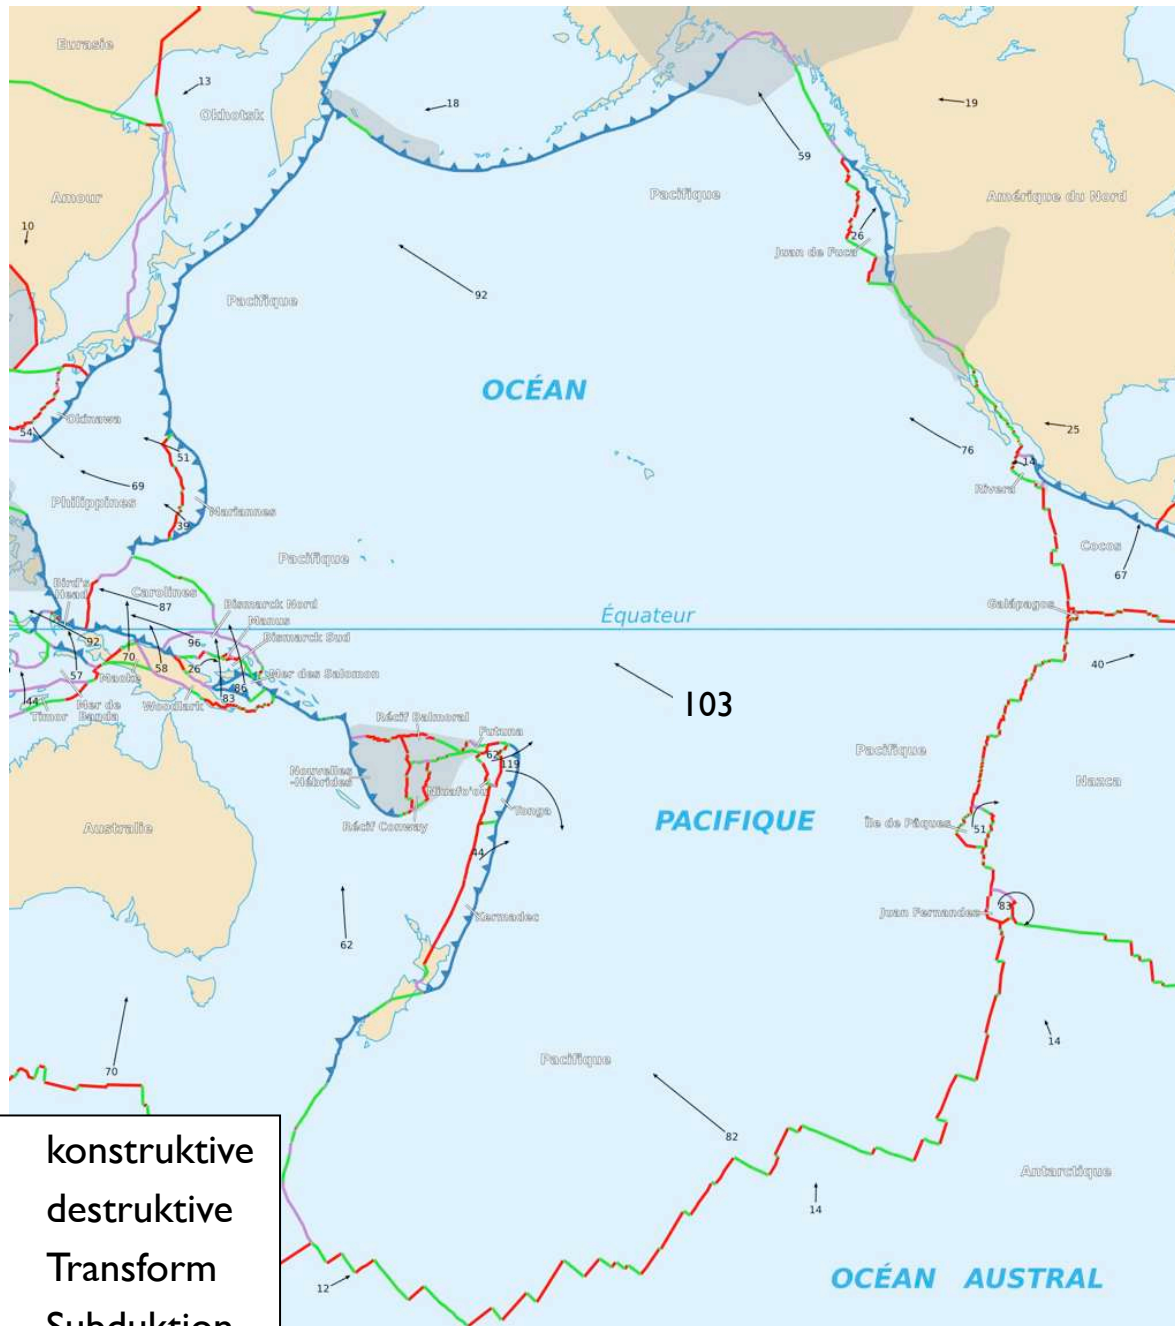 Eurasie
13
Okhotsk
18
19
59
Pacifique
Amérique du Nord
Amour
10
26
Juan de Fuca
92
Pacifique
OCÉAN
Okinawa
54
25
76
51
14
69
Rivera
Philippines
Mariannes
39
Cocos
Pacifique
67
Bird's
Head
Carolines
87
Bismarck Nord
Galápagos
Équateur
Manus
92
96
Bismarck Sud
70
58
26
40
57
Maoke
Mer des Salomon
86
83
44
Timor
Mer de
Banda
Woodlark
103
Récif Balmoral
Futuna
62
119
Pacifique
Nouvelles
-Hébrides
Nazca
Niuafo'ou
Tonga
Récif Conway
Australie
PACIFIQUE
Île de Pâques
51
44
83
Kermadec
Juan Fernandes
62
14
Pacifique
70
82
konstruktive
Antarctique
destruktive
14
Transform
12
OCÉAN AUSTRAL
Subduktion